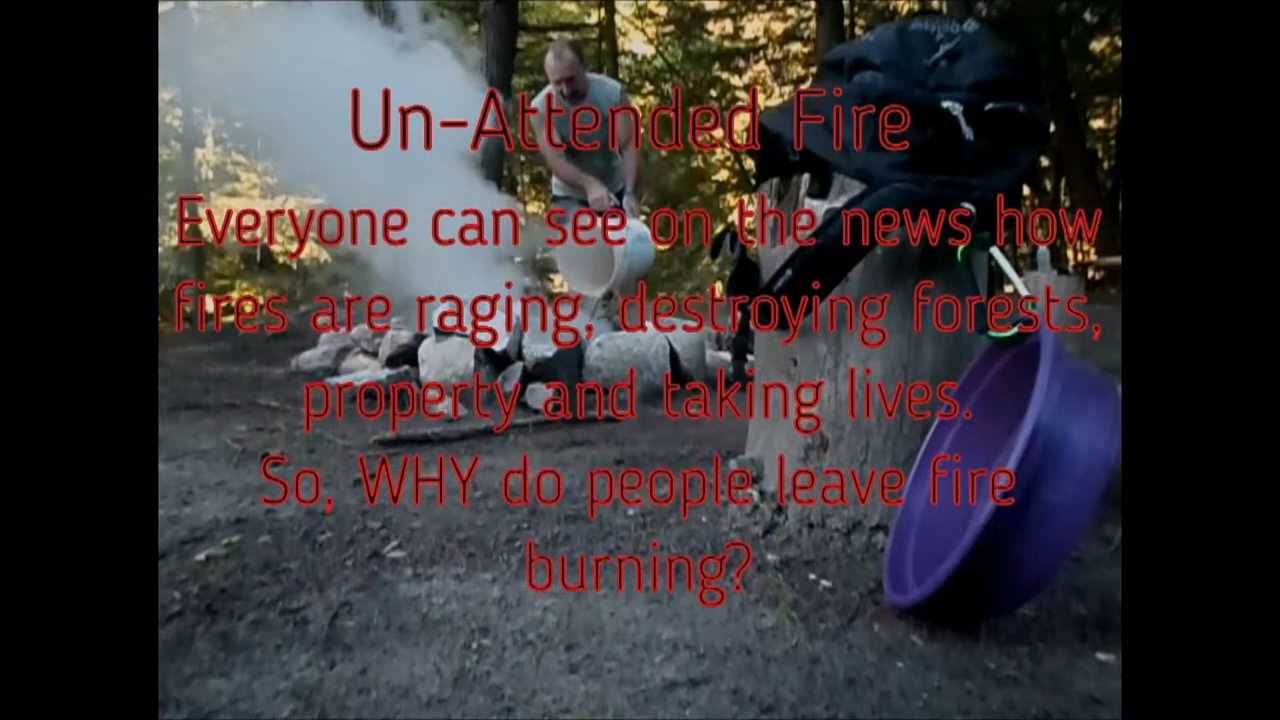 Un-Attended Fire
Everyone can see on the news how
fires are raging, destroying forests,
property and taking lives.
So, WHY do people leave fire
burning?